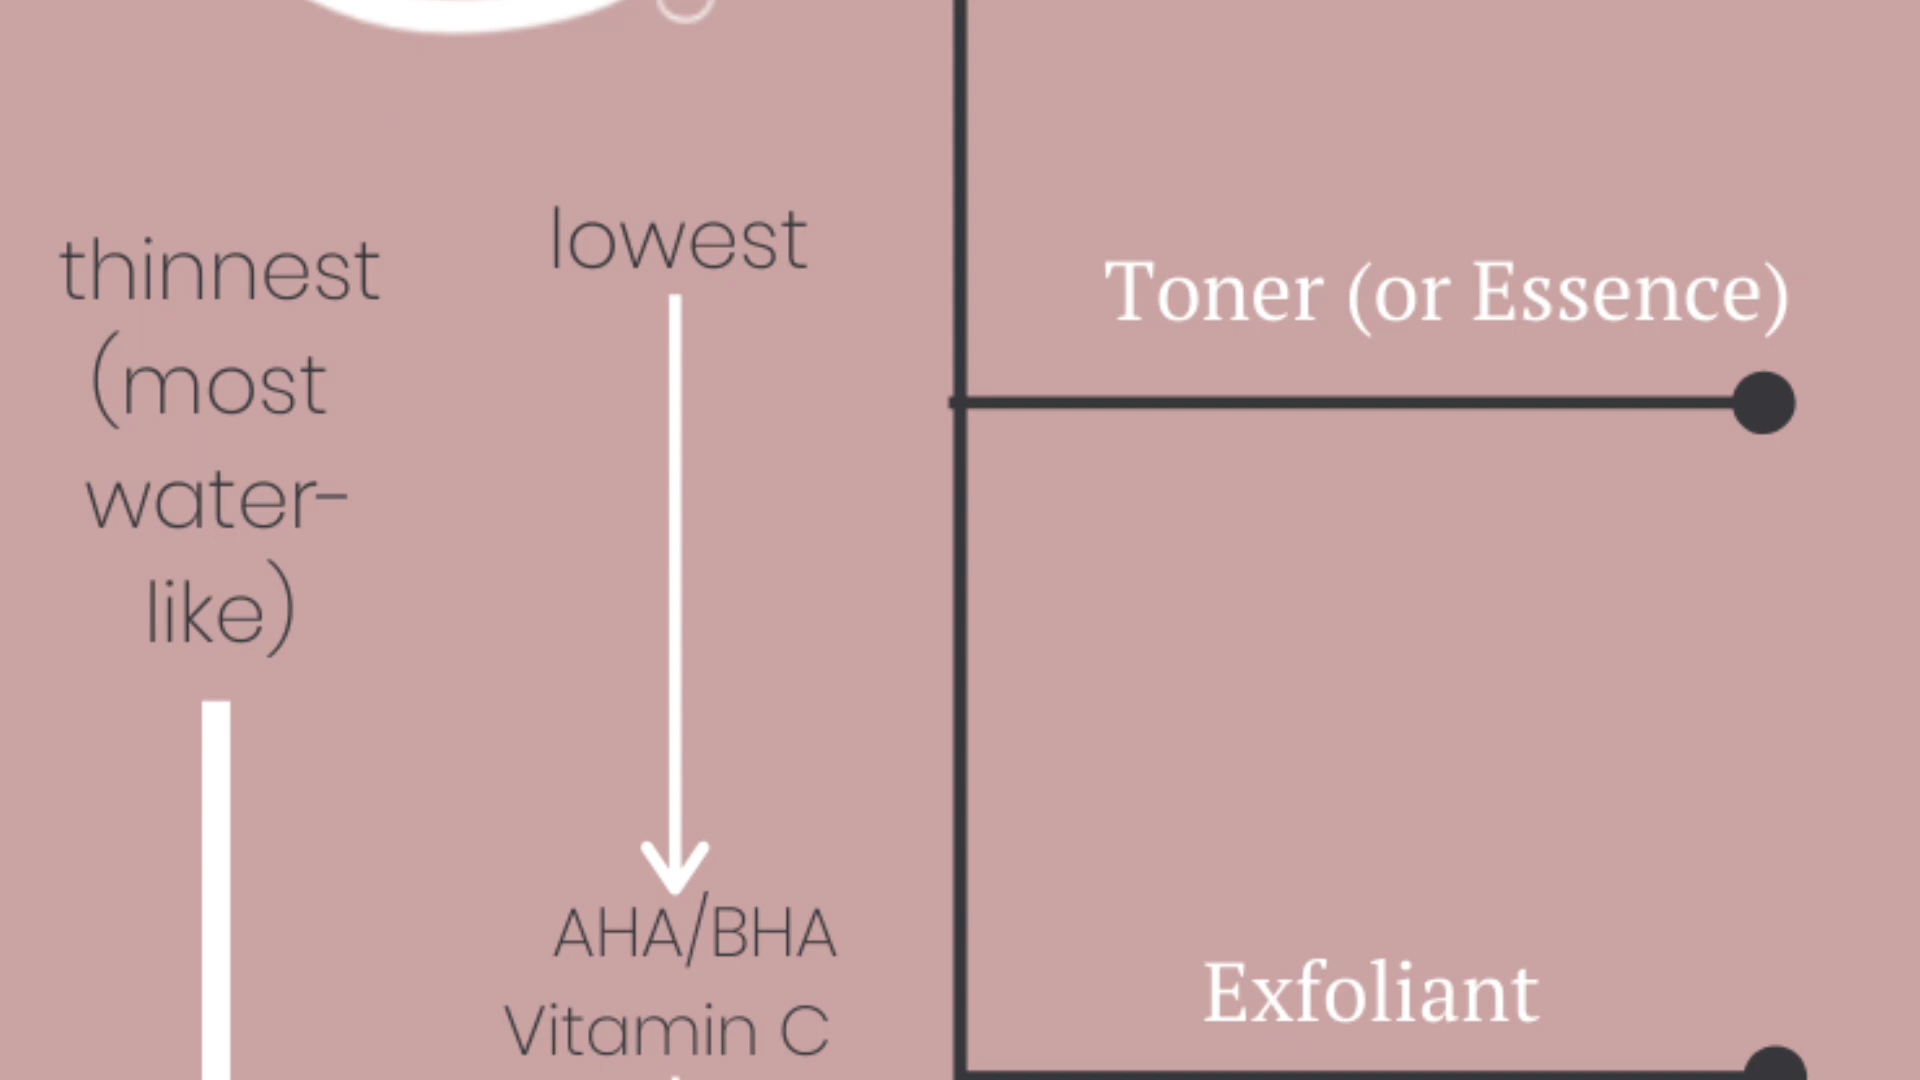 thinnest
(most
water-
like)
lowest
AHA/BHA
Vitamin C
Toner (or Essence)
Exfoliant